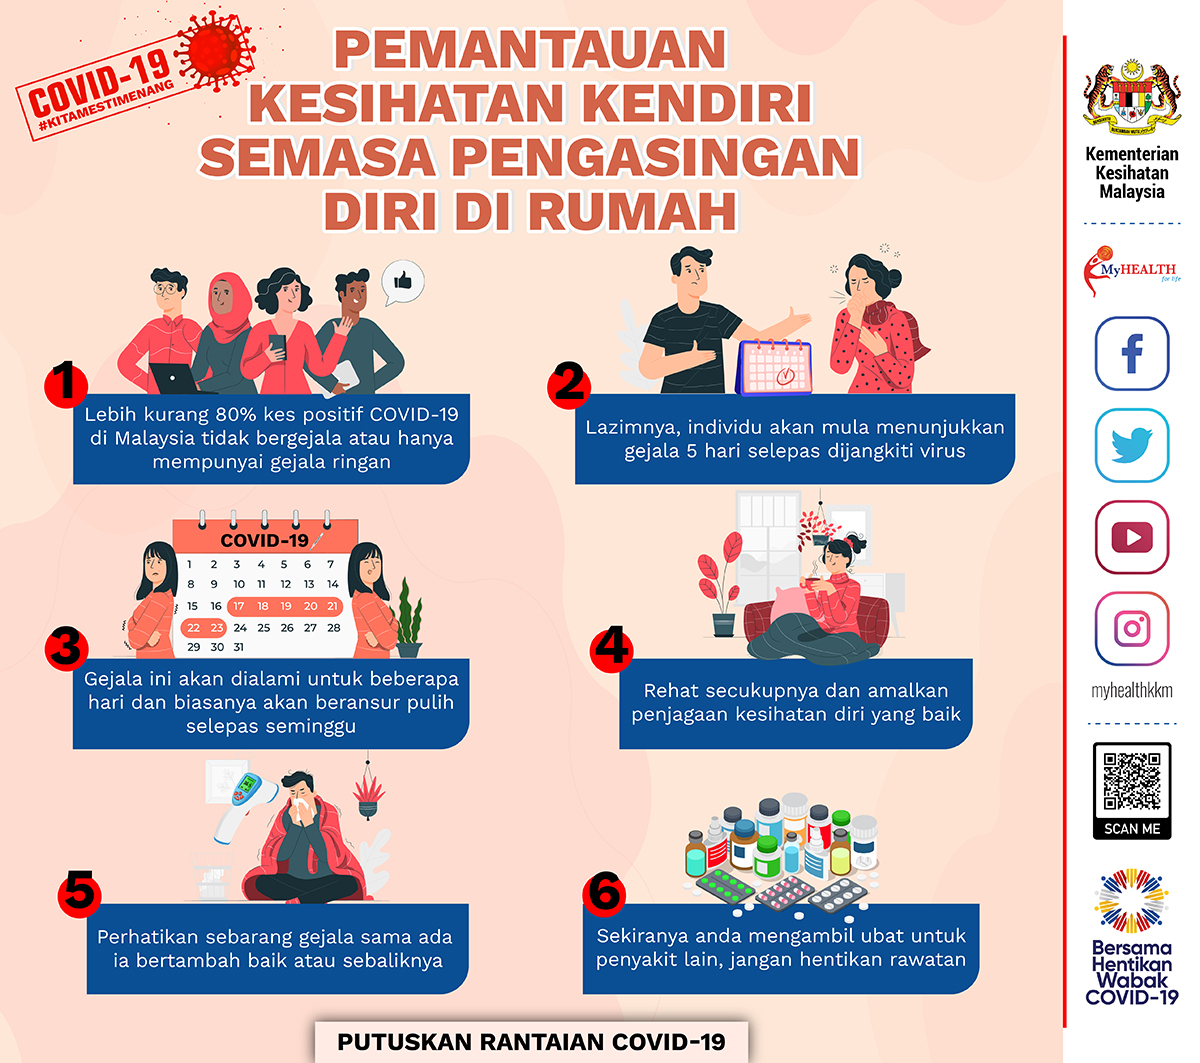 COVID-19
#KITAMESTIMENANG
PEMANTAUAN
KESIHATAN KENDIRI
SEMASA PENGASINGAN
DIRI DI RUMAH
1
Lebih kurang 80% kes positif COVID-19
di Malaysia tidak bergejala atau hanya
mempunyai gejala ringan
2
Lazimnya, individu akan mula menunjukkan
gejala 5 hari selepas dijangkiti virus
COVID-19
1 2 3 4 5 6 7
8 9 10 11 12 13 14
15 16 17 18 19 20 21
22 23 24 25 26 27 28
29 30 31
3
Gejala ini akan dialami untuk beberapa
hari dan biasanya akan beransur pulih
selepas seminggu
4
Rehat secukupnya dan amalkan
penjagaan kesihatan diri yang baik
5
Perhatikan sebarang gejala sama ada
ia bertambah baik atau sebaliknya
6
Sekiranya anda mengambil ubat untuk
penyakit lain, jangan hentikan rawatan
PUTUSKAN RANTAIAN COVID-19
Kementerian
Kesihatan
Malaysia
MyHEALTH
for life
myhealthkkm
SCAN ME
Bersama
Hentikan
Wabak
COVID-19